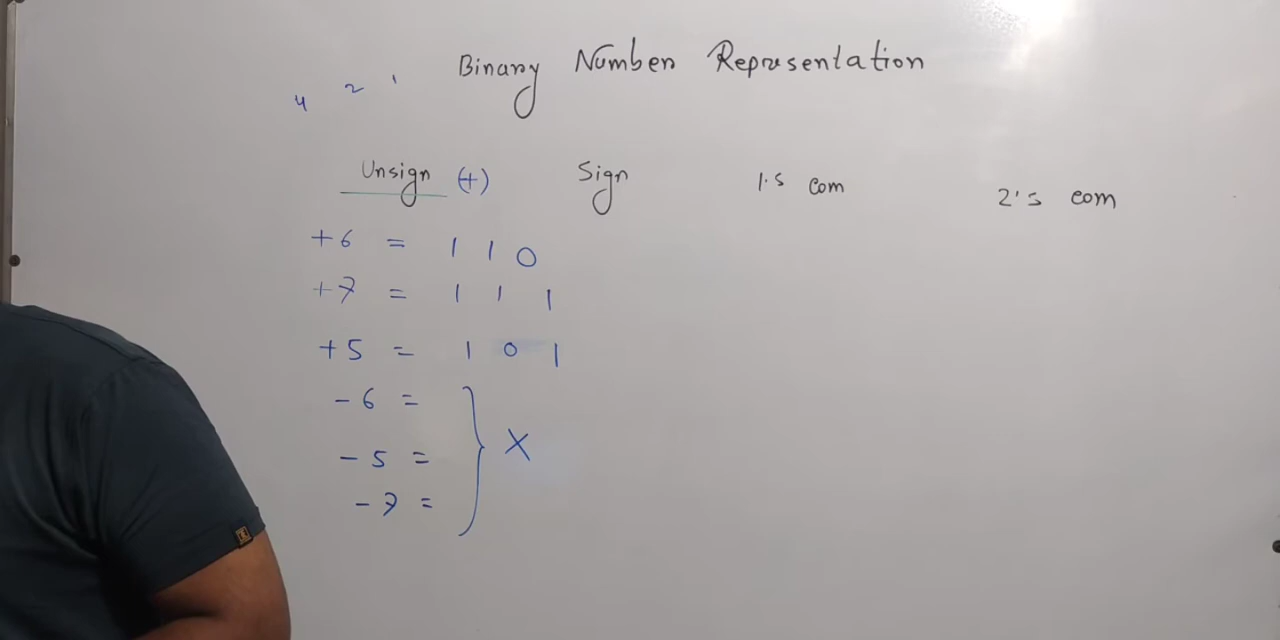 Binary Number Representation
4 2 1
Unsign (+) Sign 1's com 2's com
+6 = 1 1 0
+7 = 1 1 1
+5 = 1 0 1
-6 =
-5 = X
-7 =